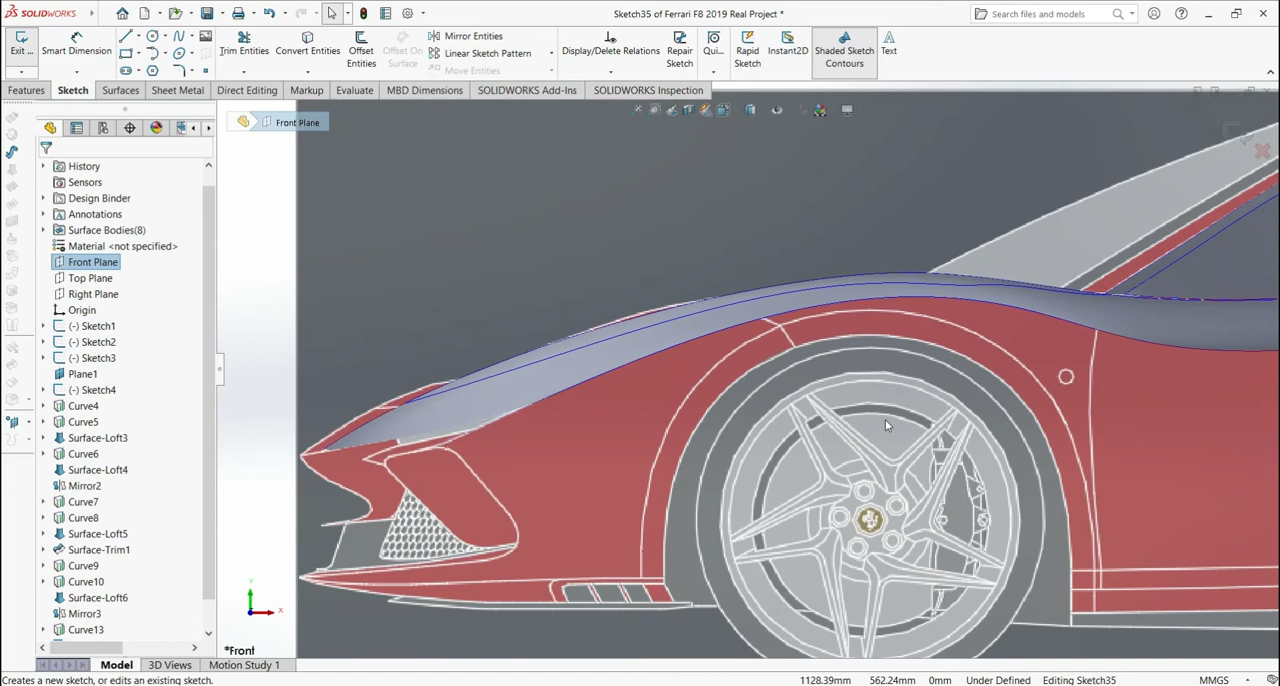 SOLIDWORKS
Sketch35 of Ferrari F8 2019 Real Project *
Search files and models
Exit ...
Smart Dimension
Trim Entities
Convert Entities
Offset Entities
Offset On Surface
Mirror Entities
Linear Sketch Pattern
Move Entities
Display/Delete Relations
Repair Sketch
Qui...
Rapid Sketch
Instant2D
Shaded Sketch Contours
Text
Features
Sketch
Surfaces
Sheet Metal
Direct Editing
Markup
Evaluate
MBD Dimensions
SOLIDWORKS Add-Ins
SOLIDWORKS Inspection
Front Plane
History
Sensors
Design Binder
Annotations
Surface Bodies(8)
Material <not specified>
Front Plane
Top Plane
Right Plane
Origin
(-) Sketch1
(-) Sketch2
(-) Sketch3
Plane1
(-) Sketch4
Curve4
Curve5
Surface-Loft3
Curve6
Surface-Loft4
Mirror2
Curve7
Curve8
Surface-Loft5
Surface-Trim1
Curve9
Curve10
Surface-Loft6
Mirror3
Curve13
Y
X
*Front
Model
3D Views
Motion Study 1
Creates a new sketch, or edits an existing sketch.
1128.39mm
562.24mm
0mm
Under Defined
Editing Sketch35
MMGS